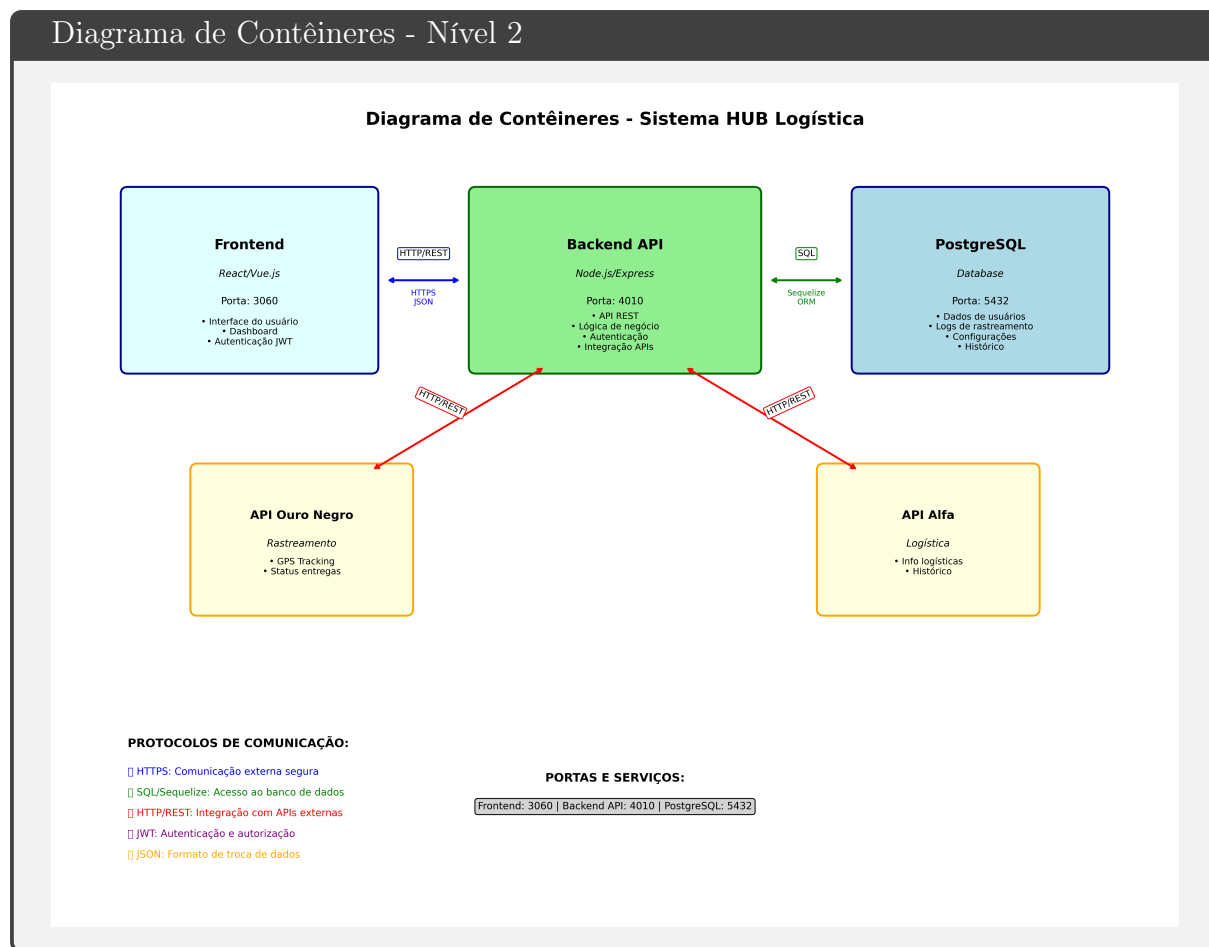 Diagrama de Contêineres - Nível 2
Diagrama de Contêineres - Sistema HUB Logística
Frontend
React/Vue.js
Porta: 3060
• Interface do usuário
• Dashboard
• Autenticação JWT
HTTP/REST
HTTPS
JSON
Backend API
Node.js/Express
Porta: 4010
• API REST
• Lógica de negócio
• Autenticação
• Integração APIs
SQL
Sequelize
ORM
PostgreSQL
Database
Porta: 5432
• Dados de usuários
• Logs de rastreamento
• Configurações
• Histórico
HTTP/REST
HTTP/REST
API Ouro Negro
Rastreamento
• GPS Tracking
• Status entregas
API Alfa
Logística
• Info logísticas
• Histórico
PROTOCOLOS DE COMUNICAÇÃO:
▯ HTTPS: Comunicação externa segura
▯ SQL/Sequelize: Acesso ao banco de dados
▯ HTTP/REST: Integração com APIs externas
▯ JWT: Autenticação e autorização
▯ JSON: Formato de troca de dados
PORTAS E SERVIÇOS:
Frontend: 3060 | Backend API: 4010 | PostgreSQL: 5432